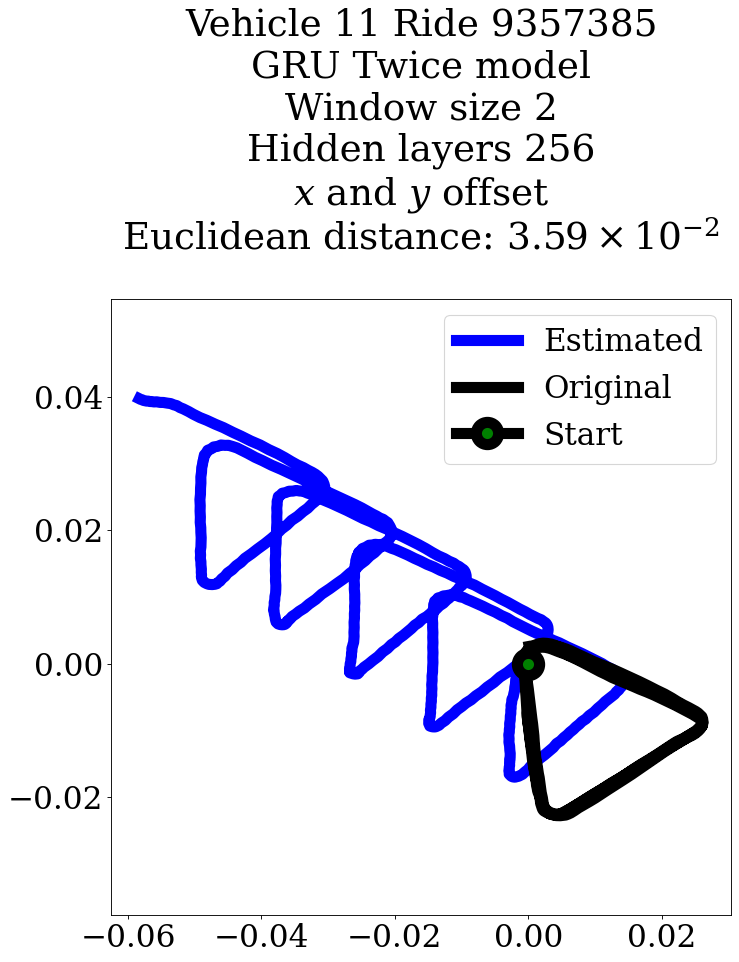 Vehicle 11 Ride 9357385
GRU Twice model
Window size 2
Hidden layers 256
x and y offset
Euclidean distance: 3.59 × 10⁻²
Estimated
Original
Start
0.04
0.02
0.00
−0.02
−0.06 −0.04 −0.02 0.00 0.02